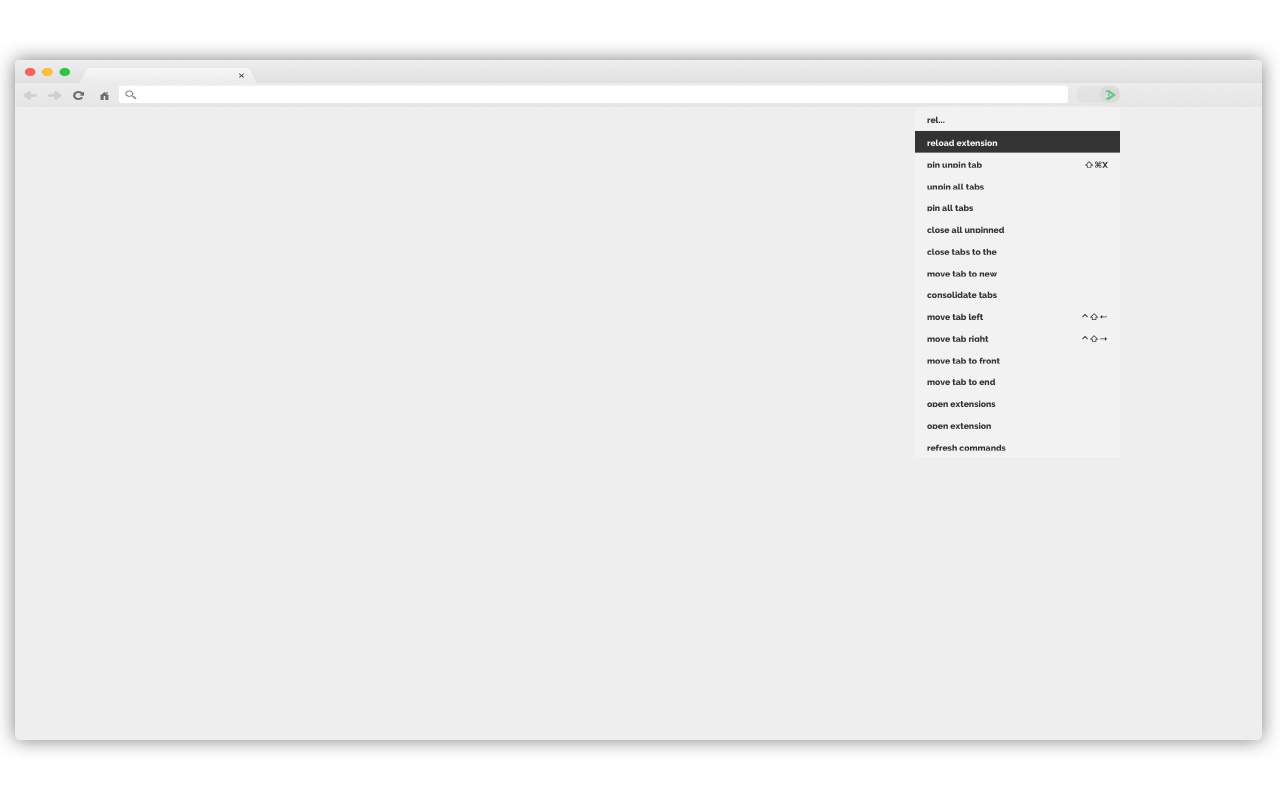 rel...
reload extension
pin unpin tab ⇧⌘X
unpin all tabs
pin all tabs
close all unpinned
close tabs to the
move tab to new
consolidate tabs
move tab left ^⇧←
move tab right ^⇧→
move tab to front
move tab to end
open extensions
open extension
refresh commands